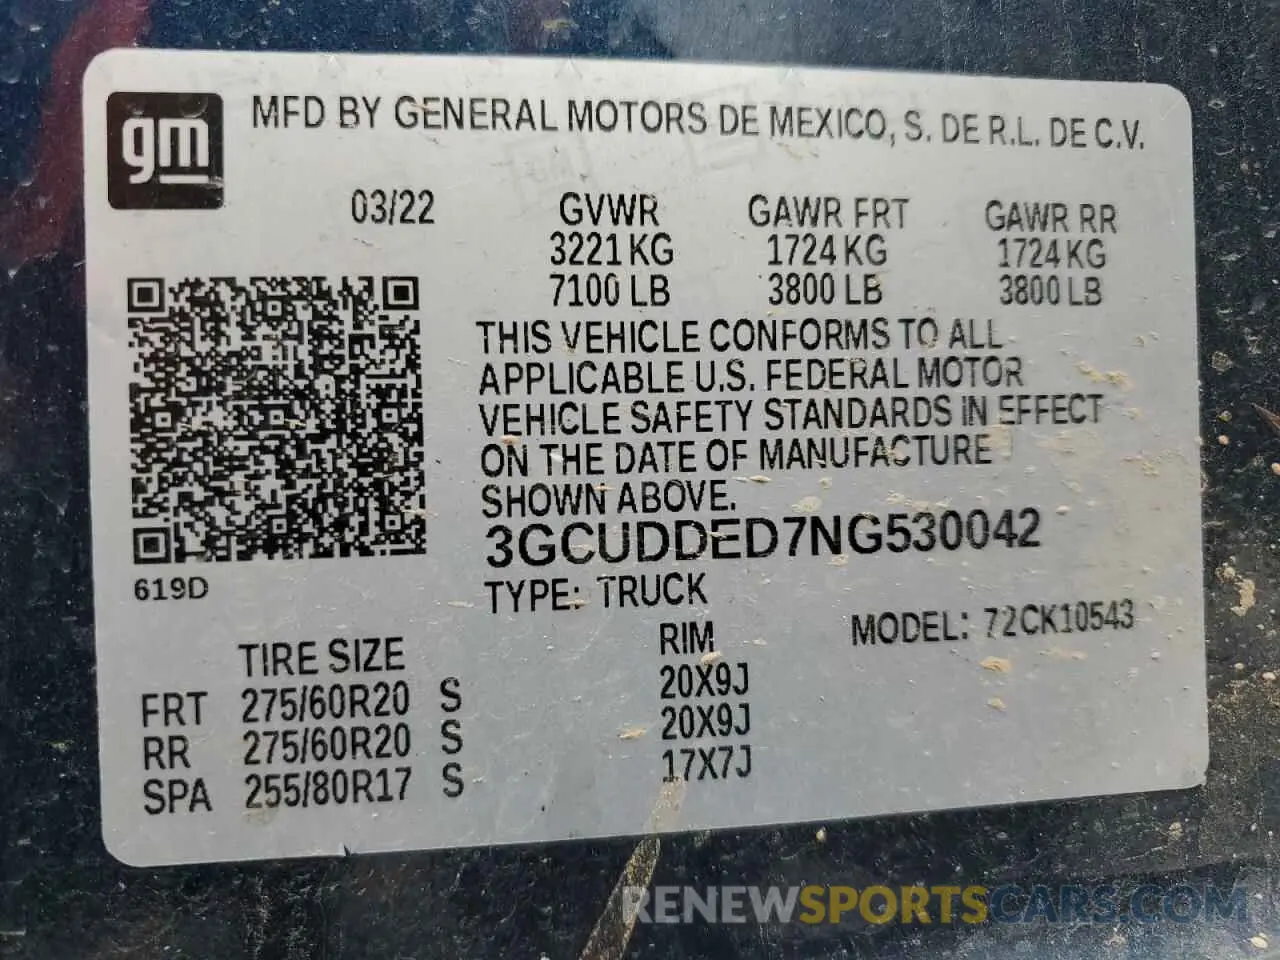 gm
MFD BY GENERAL MOTORS DE MEXICO, S. DE R.L. DE C.V.
03/22 GVWR GAWR FRT GAWR RR
3221 KG 1724 KG 1724 KG
7100 LB 3800 LB 3800 LB
THIS VEHICLE CONFORMS TO ALL
APPLICABLE U.S. FEDERAL MOTOR
VEHICLE SAFETY STANDARDS IN EFFECT
ON THE DATE OF MANUFACTURE
SHOWN ABOVE.
3GCUDDED7NG530042
619D
TYPE: TRUCK
MODEL: 72CK10543
TIRE SIZE RIM
FRT 275/60R20 S 20X9J
RR 275/60R20 S 20X9J
SPA 255/80R17 S 17X7J
RENEWSPORTSCARS.COM